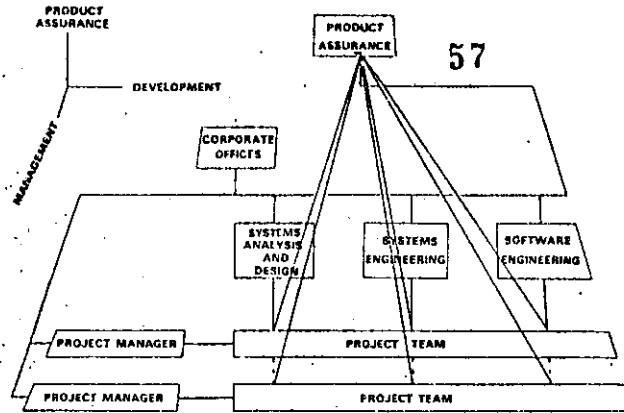 PRODUCT
ASSURANCE
DEVELOPMENT
MANAGEMENT
PRODUCT
ASSURANCE
57
CORPORATE
OFFICES
SYSTEMS
ANALYSIS
AND
DESIGN
SYSTEMS
ENGINEERING
SOFTWARE
ENGINEERING
PROJECT MANAGER
PROJECT TEAM
PROJECT MANAGER
PROJECT TEAM